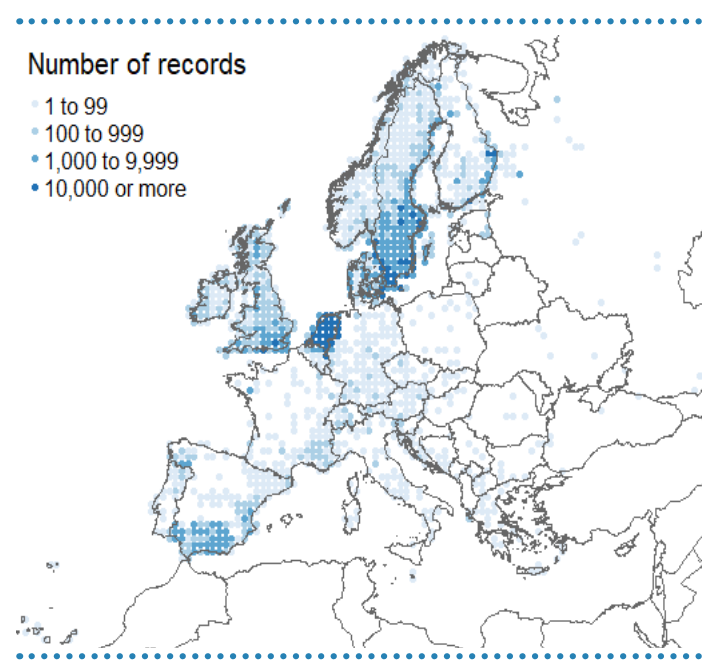 Number of records
1 to 99
100 to 999
1,000 to 9,999
10,000 or more